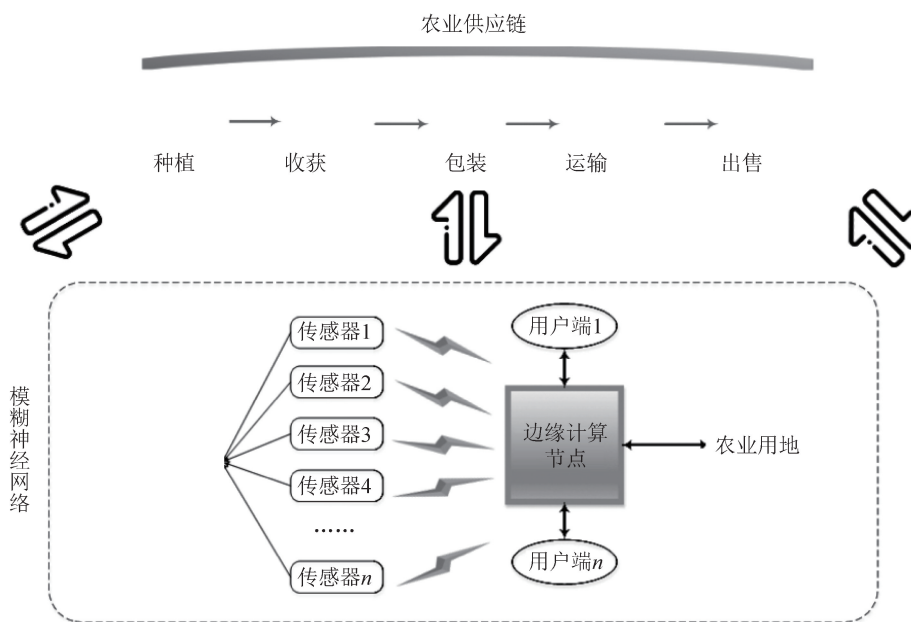 农业供应链
种植
收获
包装
运输
出售
模糊神经网络
传感器1
传感器2
传感器3
传感器4
……
传感器n
用户端1
边缘计算
节点
用户端n
农业用地